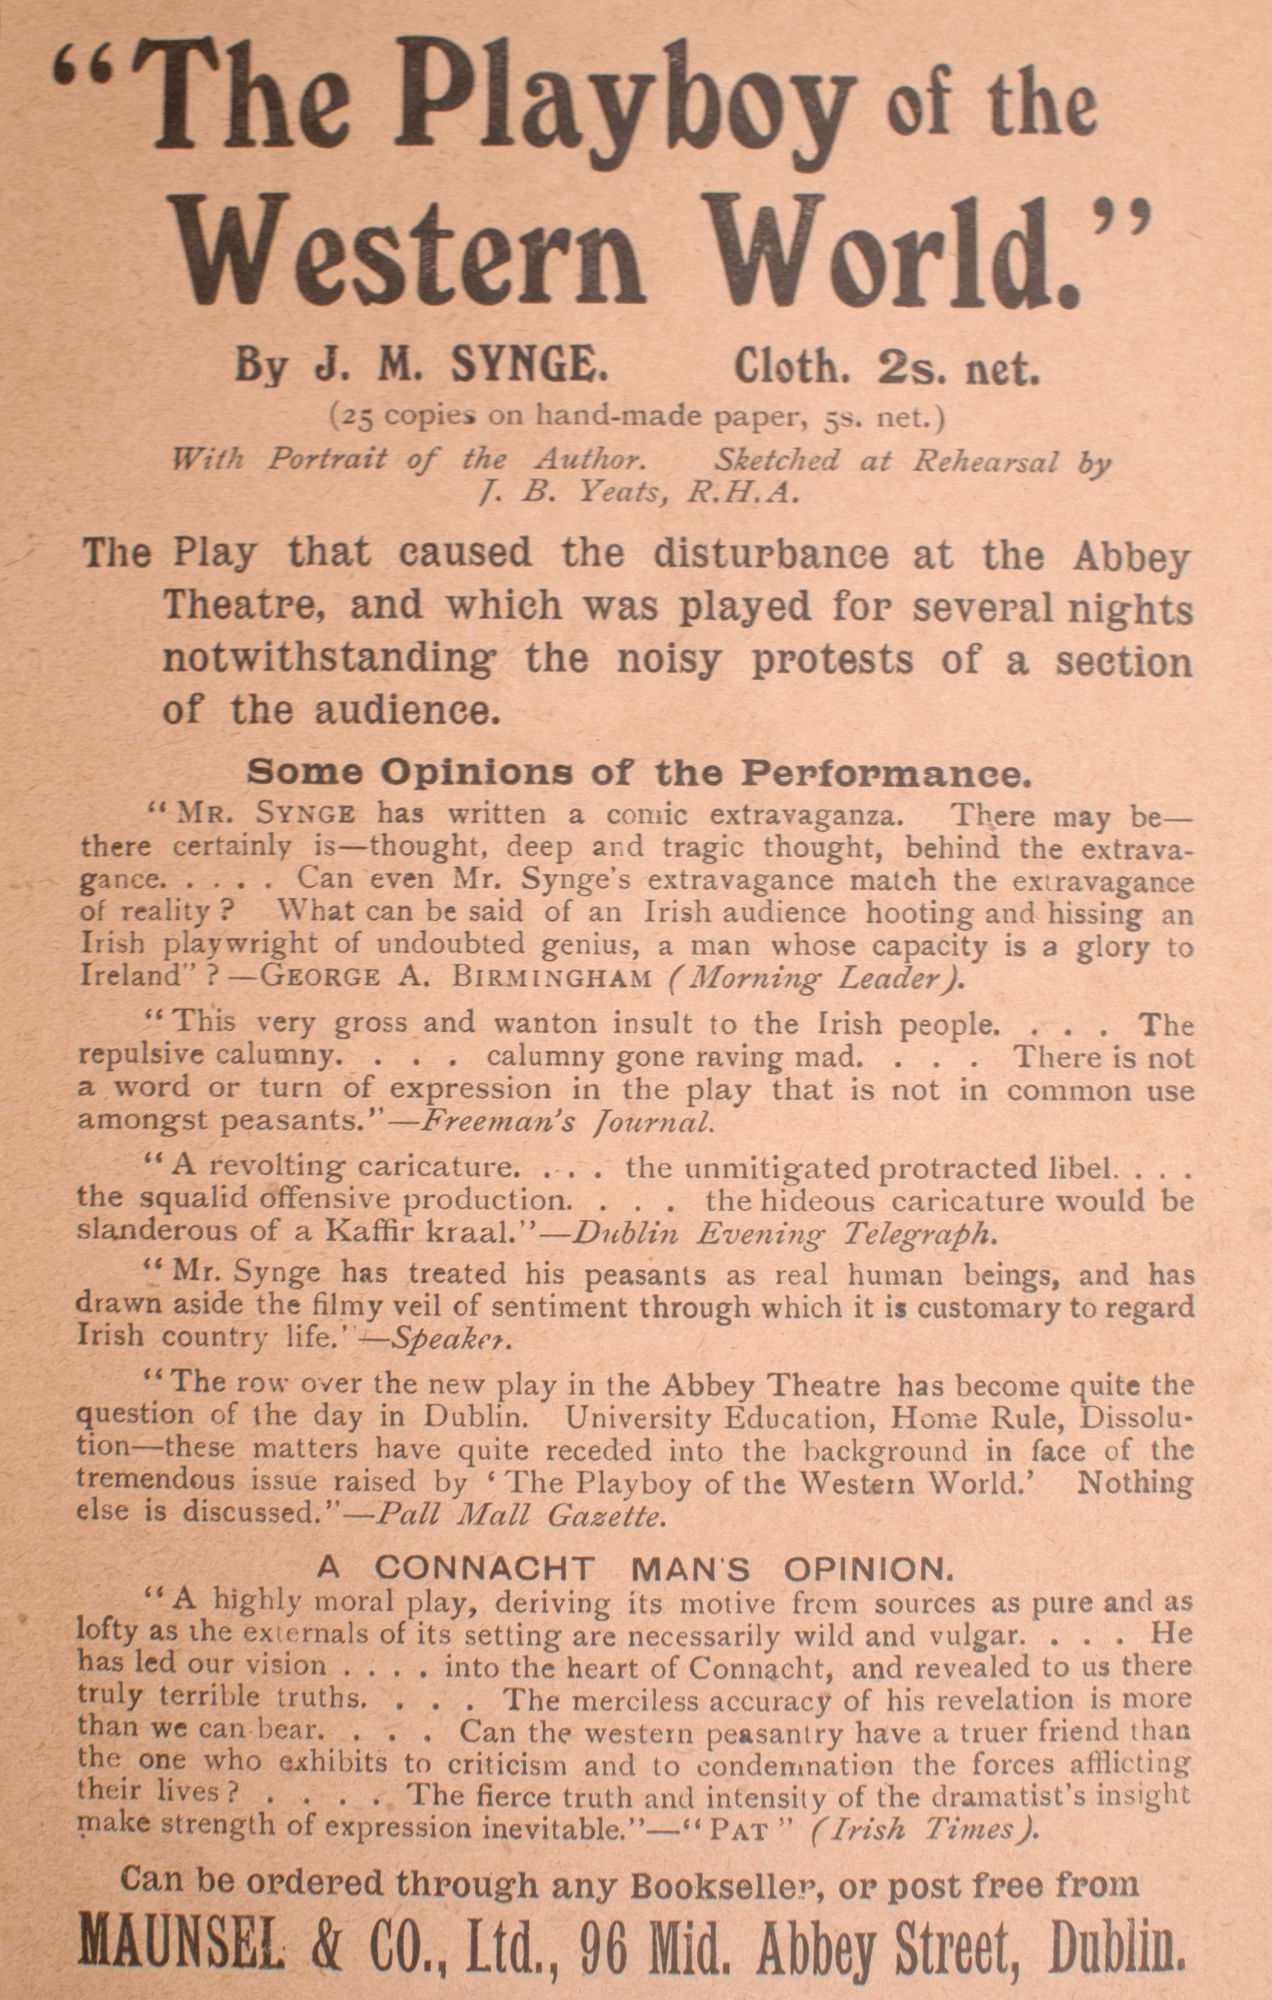 “The Playboy of the
Western World.”
By J. M. SYNGE. Cloth. 2s. net.
(25 copies on hand-made paper, 5s. net.)
With Portrait of the Author. Sketched at Rehearsal by
J. B. Yeats, R.H.A.
The Play that caused the disturbance at the Abbey
Theatre, and which was played for several nights
notwithstanding the noisy protests of a section
of the audience.
Some Opinions of the Performance.
“MR. SYNGE has written a comic extravaganza. There may be—
there certainly is—thought, deep and tragic thought, behind the extrava-
gance. . . . . Can even Mr. Synge's extravagance match the extravagance
of reality? What can be said of an Irish audience hooting and hissing an
Irish playwright of undoubted genius, a man whose capacity is a glory to
Ireland”?—GEORGE A. BIRMINGHAM (Morning Leader).
“This very gross and wanton insult to the Irish people. . . . The
repulsive calumny. . . . calumny gone raving mad. . . . There is not
a word or turn of expression in the play that is not in common use
amongst peasants.”—Freeman's Journal.
“A revolting caricature. . . . the unmitigated protracted libel. . . .
the squalid offensive production. . . . the hideous caricature would be
slanderous of a Kaffir kraal.”—Dublin Evening Telegraph.
“Mr. Synge has treated his peasants as real human beings, and has
drawn aside the filmy veil of sentiment through which it is customary to regard
Irish country life.”—Speaker.
“The row over the new play in the Abbey Theatre has become quite the
question of the day in Dublin. University Education, Home Rule, Dissolu-
tion—these matters have quite receded into the background in face of the
tremendous issue raised by ‘The Playboy of the Western World.’ Nothing
else is discussed.”—Pall Mall Gazette.
A CONNACHT MAN'S OPINION.
“A highly moral play, deriving its motive from sources as pure and as
lofty as the externals of its setting are necessarily wild and vulgar. . . . He
has led our vision . . . . into the heart of Connacht, and revealed to us there
truly terrible truths. . . . The merciless accuracy of his revelation is more
than we can bear. . . . Can the western peasantry have a truer friend than
the one who exhibits to criticism and to condemnation the forces afflicting
their lives? . . . . The fierce truth and intensity of the dramatist's insight
make strength of expression inevitable.”—“PAT” (Irish Times).
Can be ordered through any Bookseller, or post free from
MAUNSEL & CO., Ltd., 96 Mid. Abbey Street, Dublin.